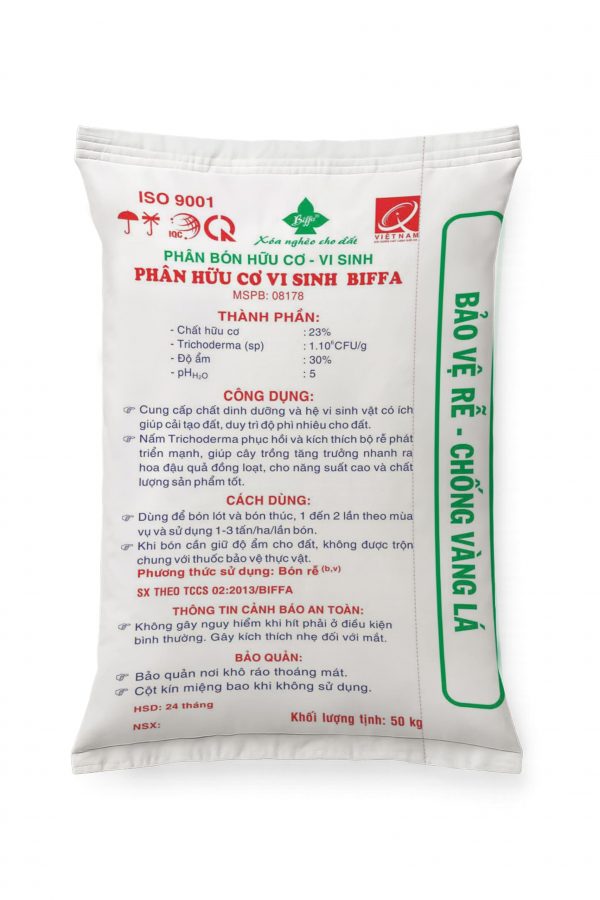 ISO 9001
IQC
Biffa
Xóa nghèo cho đất
VIETNAM
PHÂN BÓN HỮU CƠ - VI SINH
PHÂN HỮU CƠ VI SINH BIFFA
MSPB: 08178
THÀNH PHẦN:
- Chất hữu cơ : 23%
- Trichoderma (sp) : 1.10⁶CFU/g
- Độ ẩm : 30%
- pHH₂O : 5
CÔNG DỤNG:
Cung cấp chất dinh dưỡng và hệ vi sinh vật có ích
giúp cải tạo đất, duy trì độ phì nhiêu cho đất.
Nấm Trichoderma phục hồi và kích thích bộ rễ phát
triển mạnh, giúp cây trồng tăng trưởng nhanh ra
hoa đậu quả đồng loạt, cho năng suất cao và chất
lượng sản phẩm tốt.
CÁCH DÙNG:
Dùng để bón lót và bón thúc, 1 đến 2 lần theo mùa
vụ và sử dụng 1-3 tấn/ha/lần bón.
Khi bón cần giữ độ ẩm cho đất, không được trộn
chung với thuốc bảo vệ thực vật.
Phương thức sử dụng: Bón rễ (b,v)
SX THEO TCCS 02:2013/BIFFA
THÔNG TIN CẢNH BÁO AN TOÀN:
Không gây nguy hiểm khi hít phải ở điều kiện
bình thường. Gây kích thích nhẹ đối với mắt.
BẢO QUẢN:
Bảo quản nơi khô ráo thoáng mát.
Cột kín miệng bao khi không sử dụng.
HSD: 24 tháng
NSX:
Khối lượng tịnh: 50 kg
BẢO VỆ RỄ - CHỐNG VÀNG LÁ